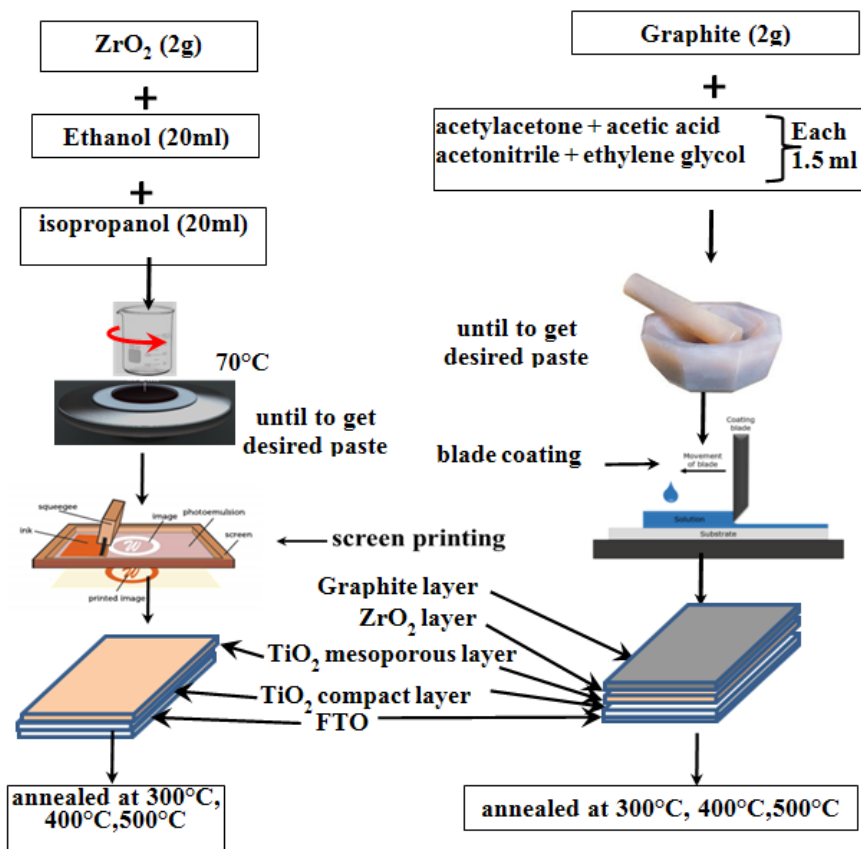 ZrO₂ (2g)
+
Ethanol (20ml)
+
isopropanol (20ml)
70°C
until to get
desired paste
squeegee
image
photoemulsion
ink
screen
printed image
screen printing
Graphite (2g)
+
acetylacetone + acetic acid
acetonitrile + ethylene glycol
Each
1.5 ml
until to get
desired paste
blade coating
Coating
blade
Movement
of blade
Solution
Substrate
Graphite layer
ZrO₂ layer
TiO₂ mesoporous layer
TiO₂ compact layer
FTO
annealed at 300°C,
400°C,500°C
annealed at 300°C, 400°C,500°C